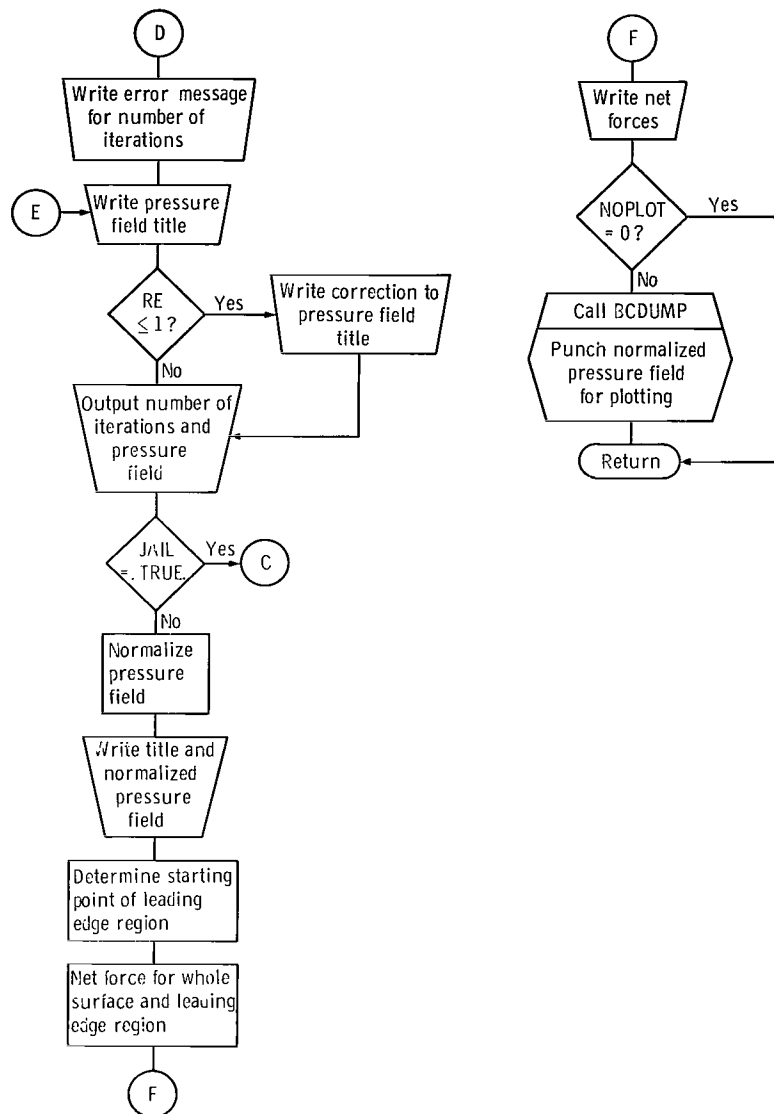 D
Write error message
for number of
iterations
E
Write pressure
field title
RE
≤ 1?
Yes
Write correction to
pressure field
title
No
Output number of
iterations and
pressure
field
JAIL
=. TRUE.
Yes
C
No
Normalize
pressure
field
Write title and
normalized
pressure
field
Determine starting
point of leading
edge region
Net force for whole
surface and leading
edge region
F
F
Write net
forces
NOPLOT
= 0?
Yes
No
Call BCDUMP
Punch normalized
pressure field
for plotting
Return